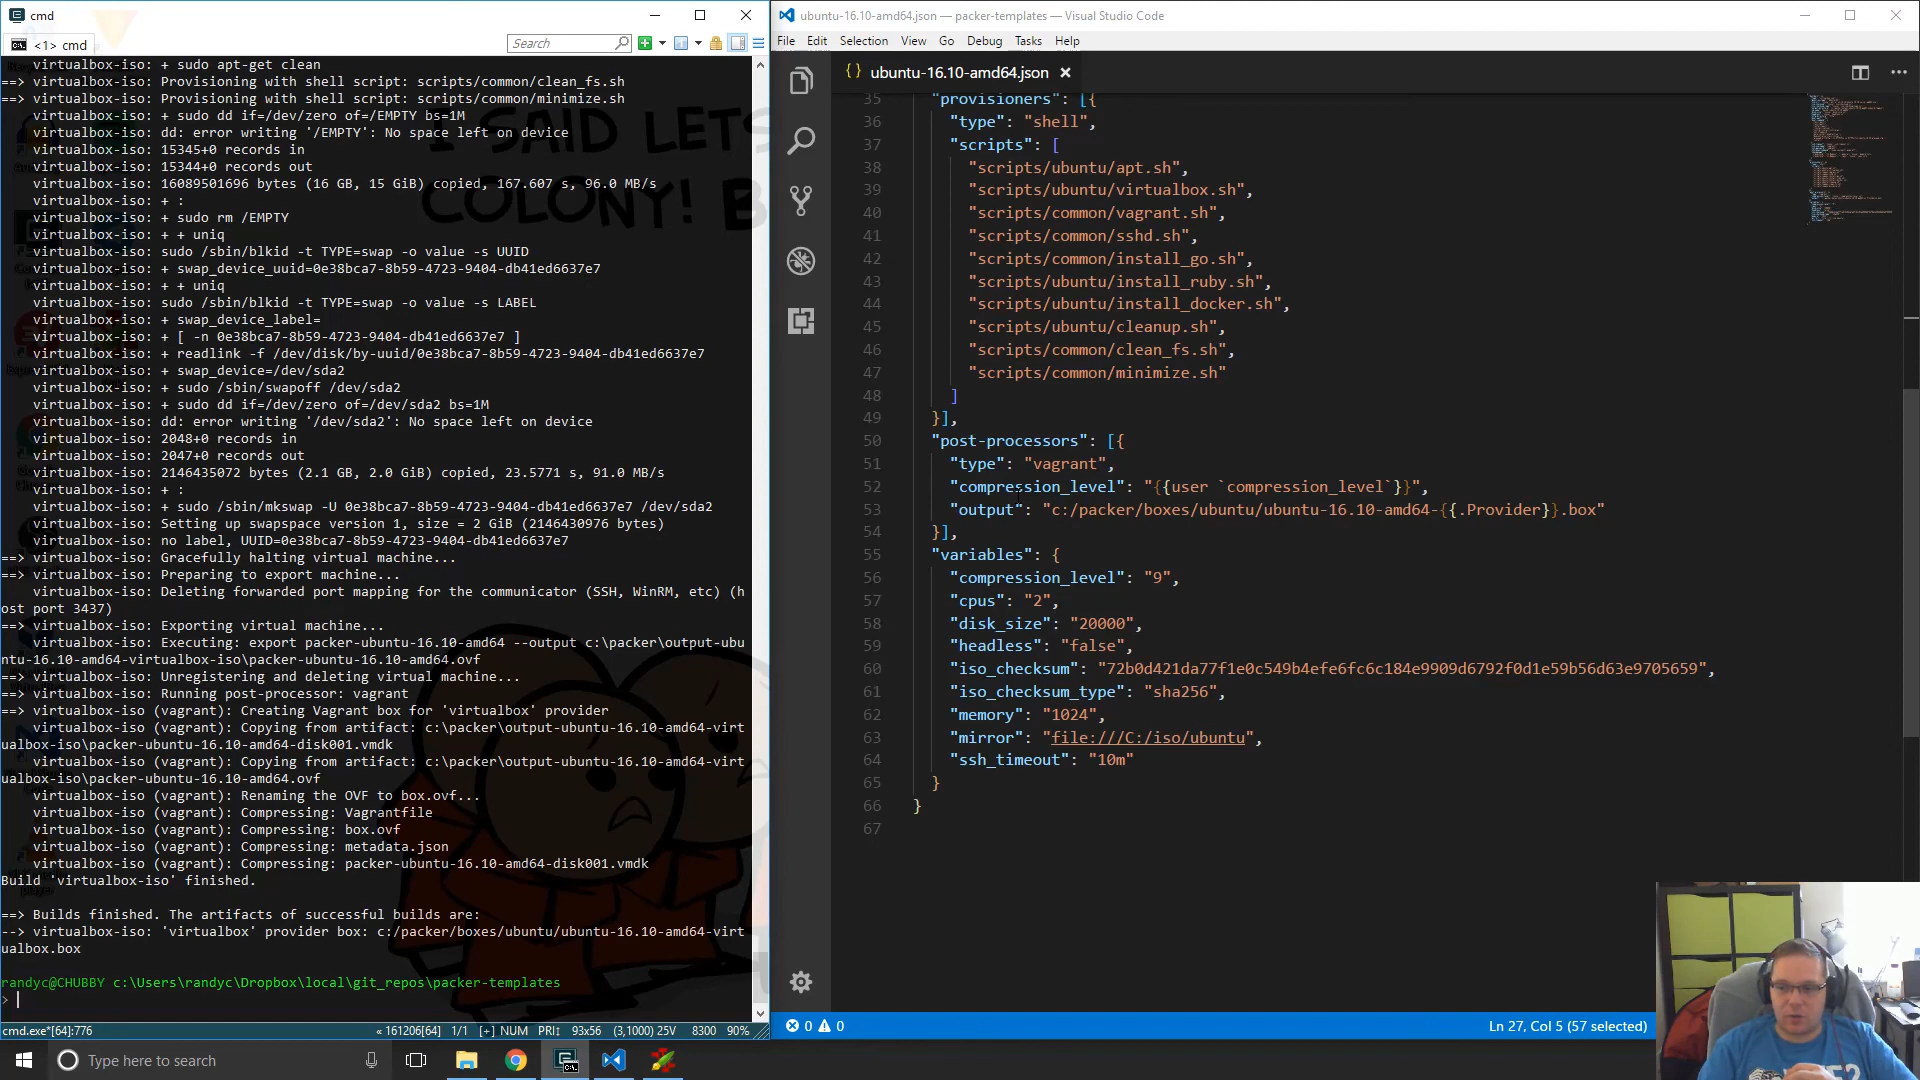 cmd
<1> cmd
Search
virtualbox-iso: + sudo apt-get clean
==> virtualbox-iso: Provisioning with shell script: scripts/common/clean_fs.sh
==> virtualbox-iso: Provisioning with shell script: scripts/common/minimize.sh
virtualbox-iso: + sudo dd if=/dev/zero of=/EMPTY bs=1M
virtualbox-iso: dd: error writing '/EMPTY': No space left on device
virtualbox-iso: 15345+0 records in
virtualbox-iso: 15344+0 records out
virtualbox-iso: 16089501696 bytes (16 GB, 15 GiB) copied, 167.607 s, 96.0 MB/s
virtualbox-iso: + :
virtualbox-iso: + sudo rm /EMPTY
virtualbox-iso: + + uniq
virtualbox-iso: sudo /sbin/blkid -t TYPE=swap -o value -s UUID
virtualbox-iso: + swap_device_uuid=0e38bca7-8b59-4723-9404-db41ed6637e7
virtualbox-iso: + + uniq
virtualbox-iso: sudo /sbin/blkid -t TYPE=swap -o value -s LABEL
virtualbox-iso: + swap_device_label=
virtualbox-iso: + [ -n 0e38bca7-8b59-4723-9404-db41ed6637e7 ]
virtualbox-iso: + readlink -f /dev/disk/by-uuid/0e38bca7-8b59-4723-9404-db41ed6637e7
virtualbox-iso: + swap_device=/dev/sda2
virtualbox-iso: + sudo /sbin/swapoff /dev/sda2
virtualbox-iso: + sudo dd if=/dev/zero of=/dev/sda2 bs=1M
virtualbox-iso: dd: error writing '/dev/sda2': No space left on device
virtualbox-iso: 2048+0 records in
virtualbox-iso: 2047+0 records out
virtualbox-iso: 2146435072 bytes (2.1 GB, 2.0 GiB) copied, 23.5771 s, 91.0 MB/s
virtualbox-iso: + :
virtualbox-iso: + sudo /sbin/mkswap -U 0e38bca7-8b59-4723-9404-db41ed6637e7 /dev/sda2
virtualbox-iso: Setting up swapspace version 1, size = 2 GiB (2146430976 bytes)
virtualbox-iso: no label, UUID=0e38bca7-8b59-4723-9404-db41ed6637e7
==> virtualbox-iso: Gracefully halting virtual machine...
==> virtualbox-iso: Preparing to export machine...
virtualbox-iso: Deleting forwarded port mapping for the communicator (SSH, WinRM, etc) (h
ost port 3437)
==> virtualbox-iso: Exporting virtual machine...
virtualbox-iso: Executing: export packer-ubuntu-16.10-amd64 --output c:\packer\output-ubu
ntu-16.10-amd64-virtualbox-iso\packer-ubuntu-16.10-amd64.ovf
==> virtualbox-iso: Unregistering and deleting virtual machine...
==> virtualbox-iso: Running post-processor: vagrant
==> virtualbox-iso (vagrant): Creating Vagrant box for 'virtualbox' provider
virtualbox-iso (vagrant): Copying from artifact: c:\packer\output-ubuntu-16.10-amd64-virt
ualbox-iso\packer-ubuntu-16.10-amd64-disk001.vmdk
virtualbox-iso (vagrant): Copying from artifact: c:\packer\output-ubuntu-16.10-amd64-virt
ualbox-iso\packer-ubuntu-16.10-amd64.ovf
virtualbox-iso (vagrant): Renaming the OVF to box.ovf...
virtualbox-iso (vagrant): Compressing: Vagrantfile
virtualbox-iso (vagrant): Compressing: box.ovf
virtualbox-iso (vagrant): Compressing: metadata.json
virtualbox-iso (vagrant): Compressing: packer-ubuntu-16.10-amd64-disk001.vmdk
Build 'virtualbox-iso' finished.
==> Builds finished. The artifacts of successful builds are:
--> virtualbox-iso: 'virtualbox' provider box: c:/packer/boxes/ubuntu/ubuntu-16.10-amd64-virt
ualbox.box
randyc@CHUBBY c:\Users\randyc\Dropbox\local\git_repos\packer-templates
>
I SAID LETS
COLONY! B
cmd.exe*[64]:776 « 161206[64] 1/1 [+] NUM PRI↕ 93x56 (3,1000) 25V 8300 90%
ubuntu-16.10-amd64.json — packer-templates — Visual Studio Code
File Edit Selection View Go Debug Tasks Help
{} ubuntu-16.10-amd64.json
35 "provisioners": [{
36 "type": "shell",
37 "scripts": [
38 "scripts/ubuntu/apt.sh",
39 "scripts/ubuntu/virtualbox.sh",
40 "scripts/common/vagrant.sh",
41 "scripts/common/sshd.sh",
42 "scripts/common/install_go.sh",
43 "scripts/ubuntu/install_ruby.sh",
44 "scripts/ubuntu/install_docker.sh",
45 "scripts/ubuntu/cleanup.sh",
46 "scripts/common/clean_fs.sh",
47 "scripts/common/minimize.sh"
48 ]
49 }],
50 "post-processors": [{
51 "type": "vagrant",
52 "compression_level": "{{user `compression_level`}}",
53 "output": "c:/packer/boxes/ubuntu/ubuntu-16.10-amd64-{{.Provider}}.box"
54 }],
55 "variables": {
56 "compression_level": "9",
57 "cpus": "2",
58 "disk_size": "20000",
59 "headless": "false",
60 "iso_checksum": "72b0d421da77f1e0c549b4efe6fc6c184e9909d6792f0d1e59b56d63e9705659",
61 "iso_checksum_type": "sha256",
62 "memory": "1024",
63 "mirror": "file:///C:/iso/ubuntu",
64 "ssh_timeout": "10m"
65 }
66 }
67
0 0 Ln 27, Col 5 (57 selected)
Type here to search